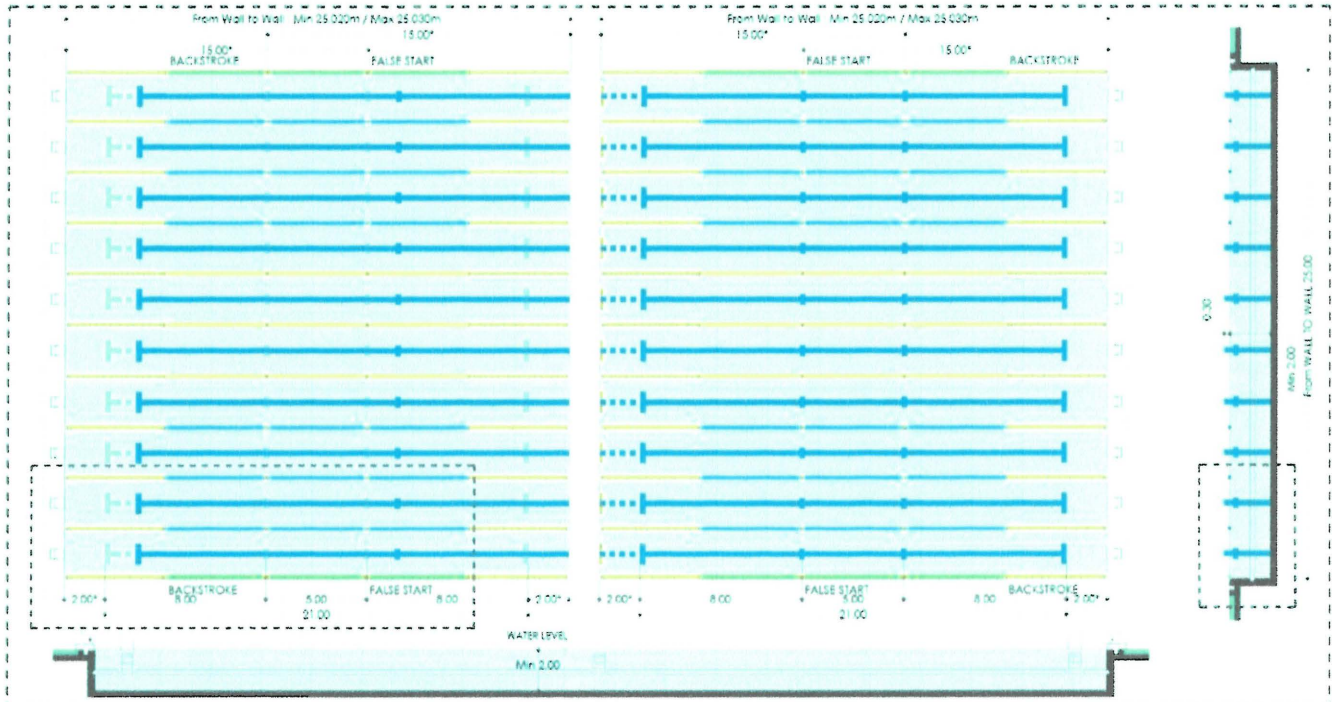 From Wall to Wall Min 25.020m / Max 25.030m
From Wall to Wall Min 25.020m / Max 25.030m
15.00*
15.00*
15.00*
15.00*
BACKSTROKE
FALSE START
FALSE START
BACKSTROKE
0.30
Min 2.00
From WALL TO WALL 25.00
BACKSTROKE
FALSE START
FALSE START
BACKSTROKE
2.00*
8.00
5.00
8.00
2.00*
2.00*
8.00
5.00
8.00
2.00*
21.00
21.00
WATER LEVEL
Min 2.00